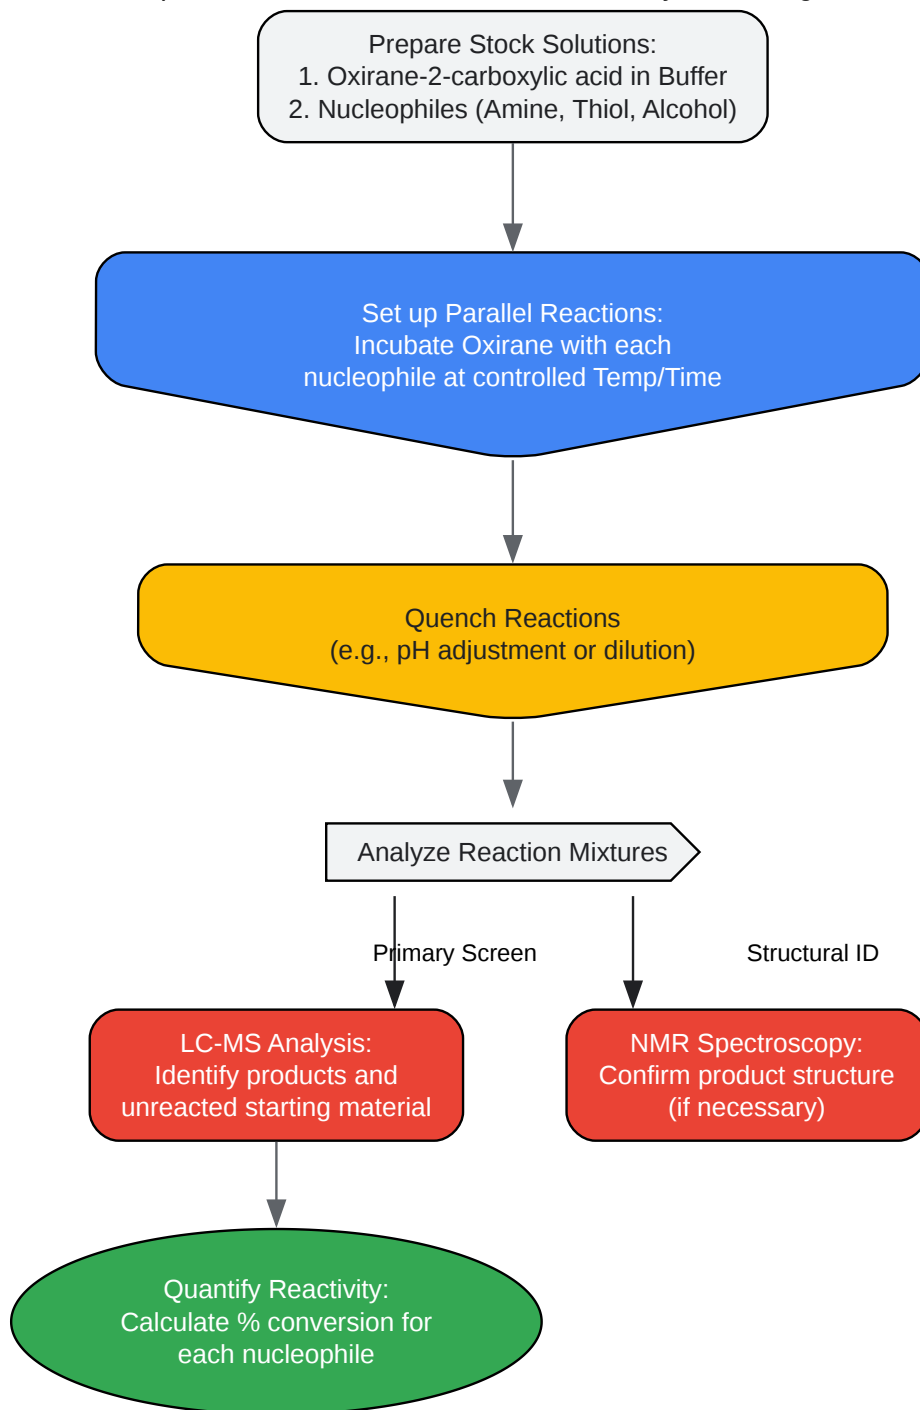 Prepare Stock Solutions:
1. Oxirane-2-carboxylic acid in Buffer
2. Nucleophiles (Amine, Thiol, Alcohol)
Set up Parallel Reactions:
Incubate Oxirane with each
nucleophile at controlled Temp/Time
Quench Reactions
(e.g., pH adjustment or dilution)
Analyze Reaction Mixtures
Primary Screen
Structural ID
LC-MS Analysis:
Identify products and
unreacted starting material
NMR Spectroscopy:
Confirm product structure
(if necessary)
Quantify Reactivity:
Calculate % conversion for
each nucleophile